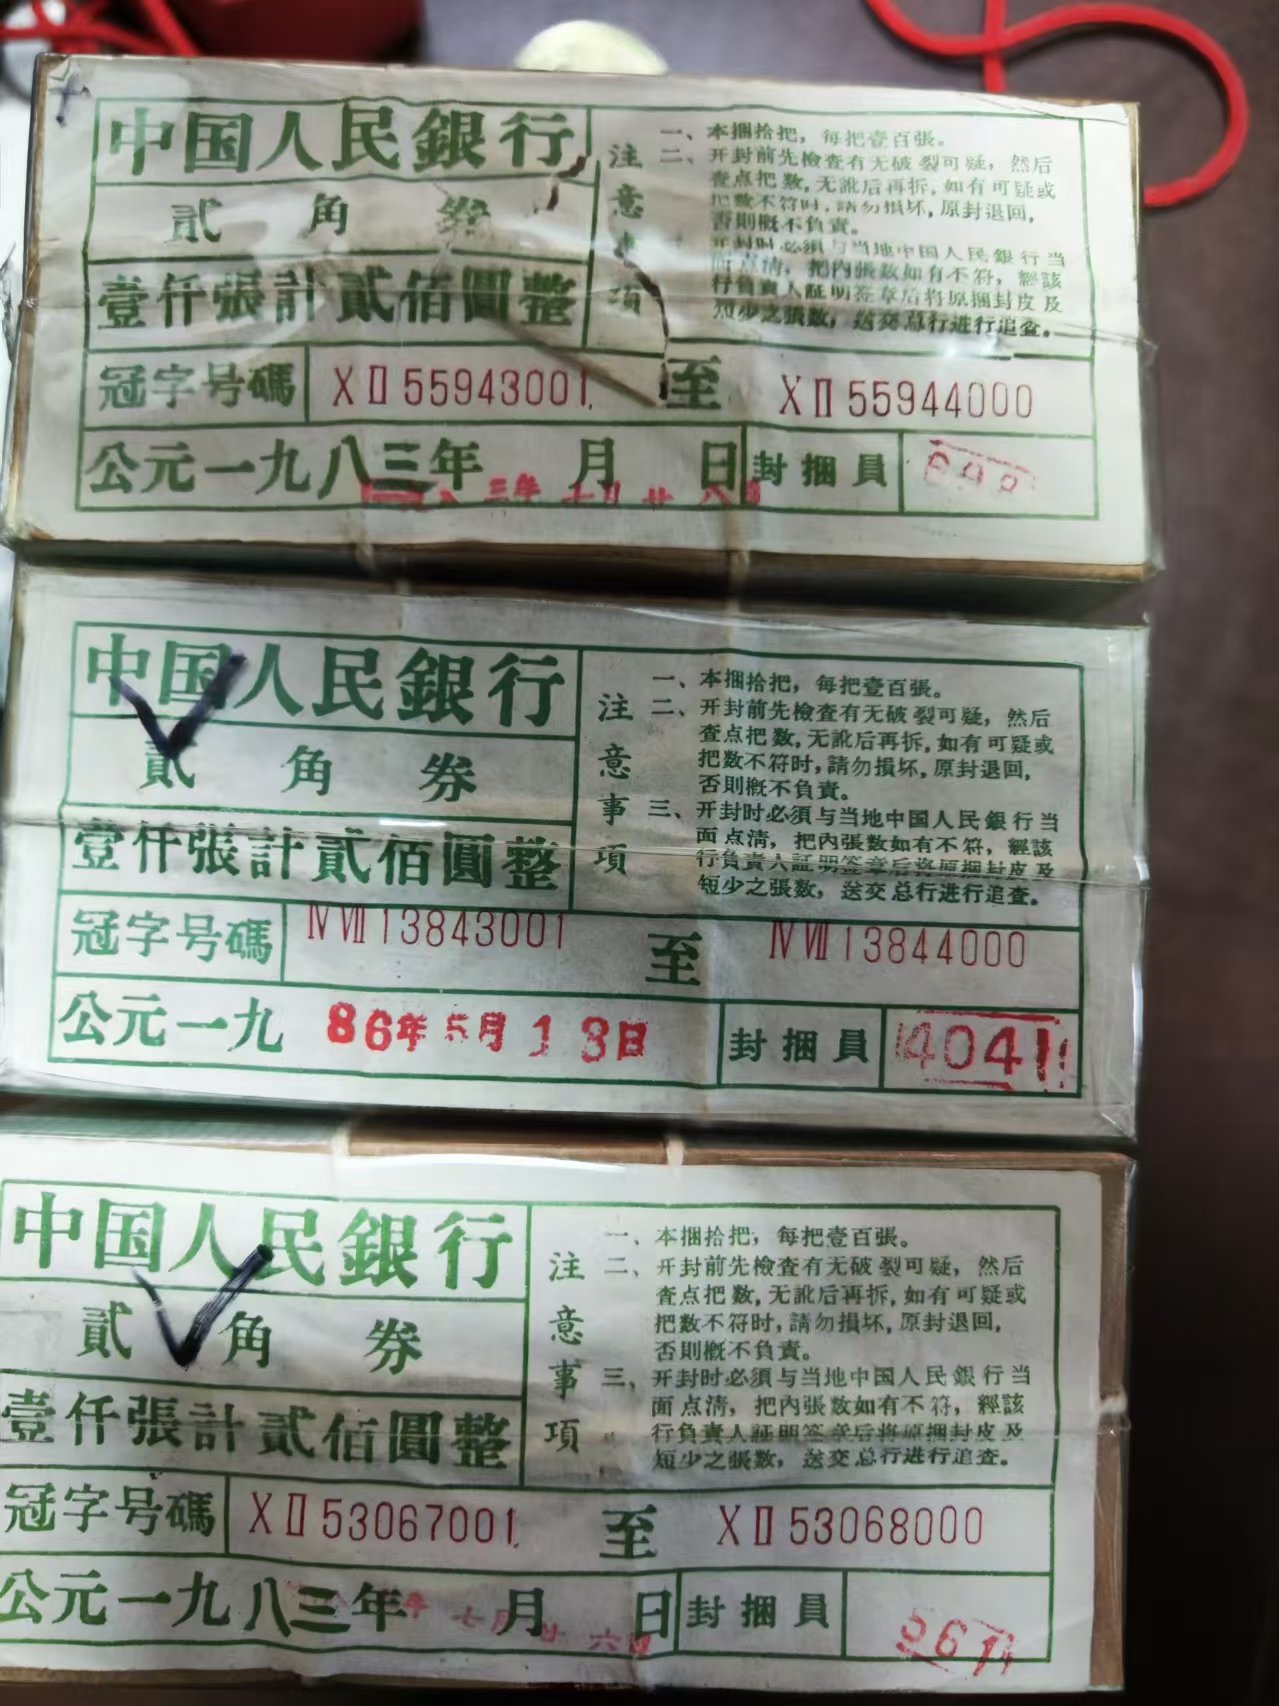 中国人民銀行
貳角券
壹仟張計貳佰圓整
冠字号碼 XⅡ55943001 至 XⅡ55944000
公元一九八三年 月 日 封捆員
三年七月廿八日
注意事項
一、本捆拾把，每把壹百張。
二、开封前先檢查有无破裂可疑，然后
查点把数，无訛后再拆，如有可疑或
把数不符时，請勿損坏，原封退回，
否則概不負責。
开封时必須与当地中国人民銀行当
面点清，把內張数如有不符，經該
行負責人証明签章后将原捆封皮及
短少之張数，送交总行进行追查。
中国人民銀行
貳角券
壹仟張計貳佰圓整
冠字号碼 ⅣⅦ13843001 至 ⅣⅦ13844000
公元一九 86年5月13日 封捆員 4041
注意事項
一、本捆拾把，每把壹百張。
二、开封前先檢查有无破裂可疑，然后
查点把数，无訛后再拆，如有可疑或
把数不符时，請勿損坏，原封退回，
否則概不負責。
三、开封时必須与当地中国人民銀行当
面点清，把內張数如有不符，經該
行負責人証明签章后将原捆封皮及
短少之張数，送交总行进行追查。
中国人民銀行
貳角券
壹仟張計貳佰圓整
冠字号碼 XⅡ53067001 至 XⅡ53068000
公元一九八三年 月 日 封捆員
年七月廿六日
注意事項
一、本捆拾把，每把壹百張。
二、开封前先檢查有无破裂可疑，然后
查点把数，无訛后再拆，如有可疑或
把数不符时，請勿損坏，原封退回，
否則概不負責。
三、开封时必須与当地中国人民銀行当
面点清，把內張数如有不符，經該
行負責人証明签章后将原捆封皮及
短少之張数，送交总行进行追查。